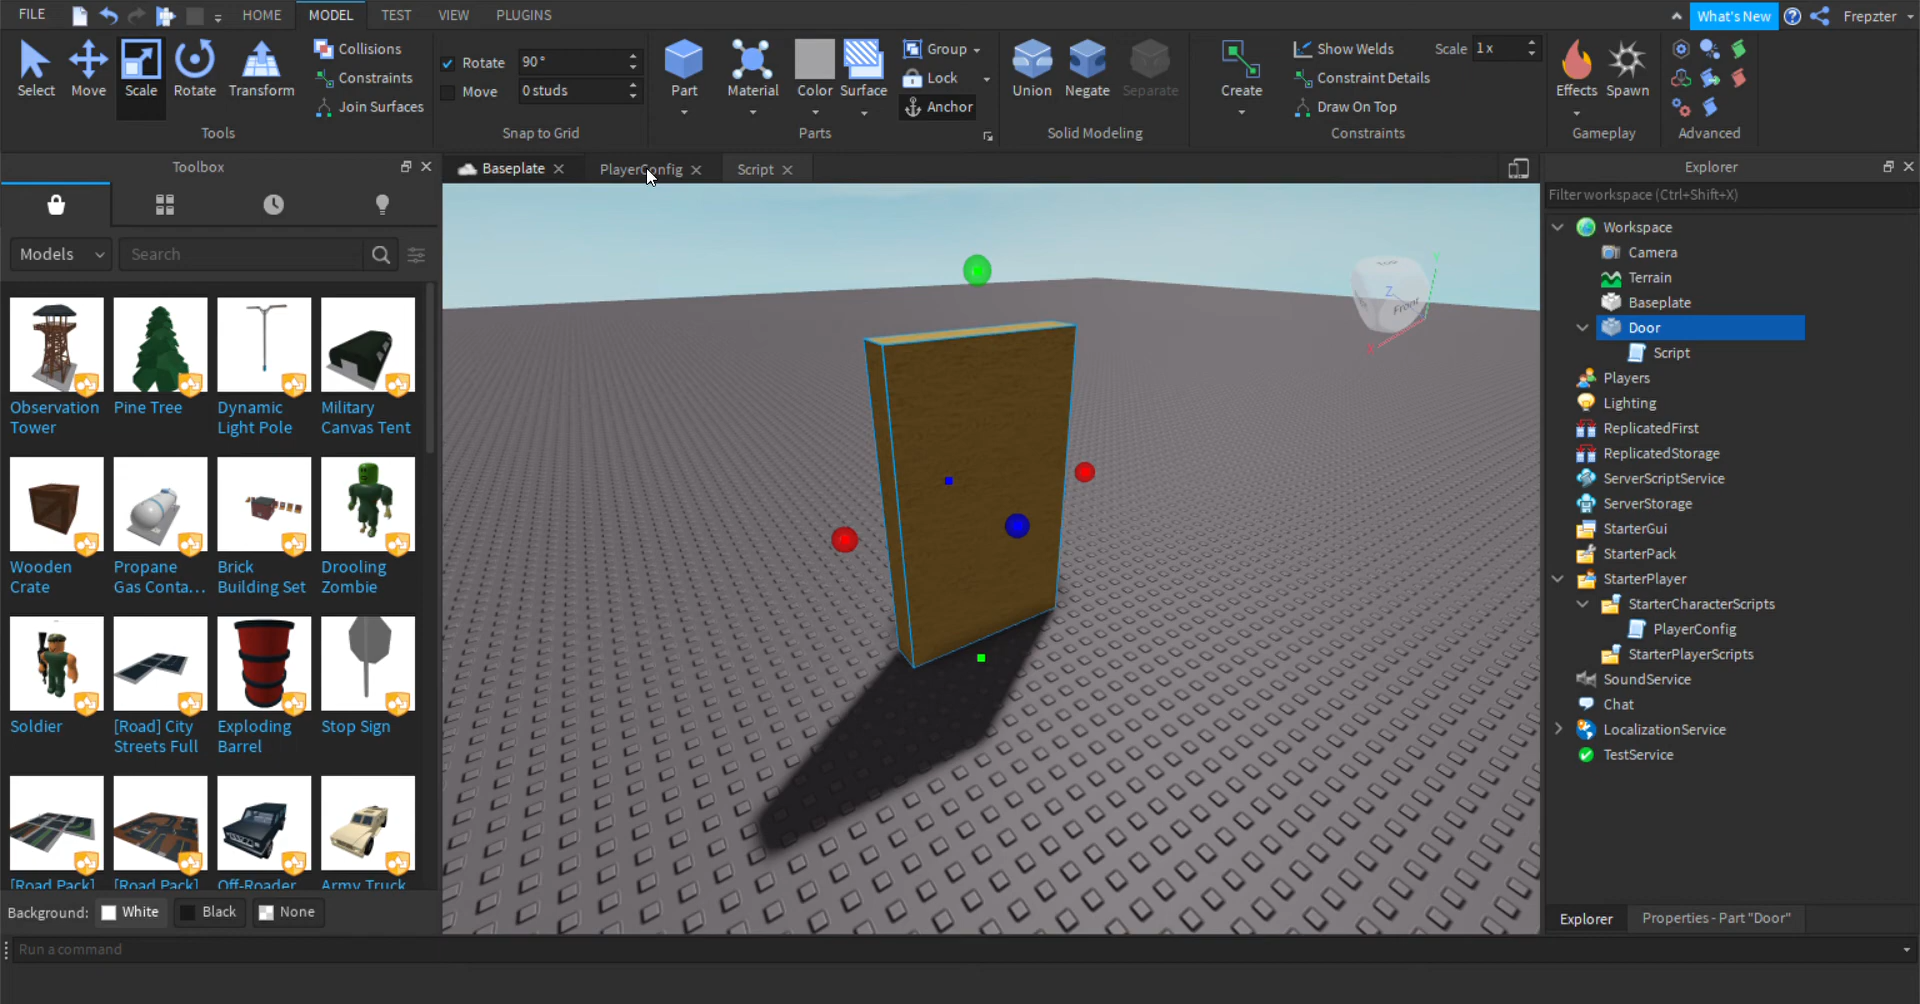 FILE HOME MODEL TEST VIEW PLUGINS What's New Frepzter
Select Move Scale Rotate Transform
Collisions
Constraints
Join Surfaces
Tools
Rotate 90°
Move 0 studs
Snap to Grid
Part Material Color Surface
Group
Lock
Anchor
Parts
Union Negate Separate
Solid Modeling
Create
Show Welds Scale 1 x
Constraint Details
Draw On Top
Constraints
Effects Spawn
Gameplay
Advanced
Toolbox
Models Search
Observation Tower
Pine Tree
Dynamic Light Pole
Military Canvas Tent
Wooden Crate
Propane Gas Conta...
Brick Building Set
Drooling Zombie
Soldier
[Road] City Streets Full
Exploding Barrel
Stop Sign
[Road Pack]
[Road Pack]
Off-Roader
Army Truck
Background: White Black None
Run a command
Baseplate PlayerConfig Script
Z
Front
Explorer
Filter workspace (Ctrl+Shift+X)
Workspace
Camera
Terrain
Baseplate
Door
Script
Players
Lighting
ReplicatedFirst
ReplicatedStorage
ServerScriptService
ServerStorage
StarterGui
StarterPack
StarterPlayer
StarterCharacterScripts
PlayerConfig
StarterPlayerScripts
SoundService
Chat
LocalizationService
TestService
Explorer Properties - Part "Door"